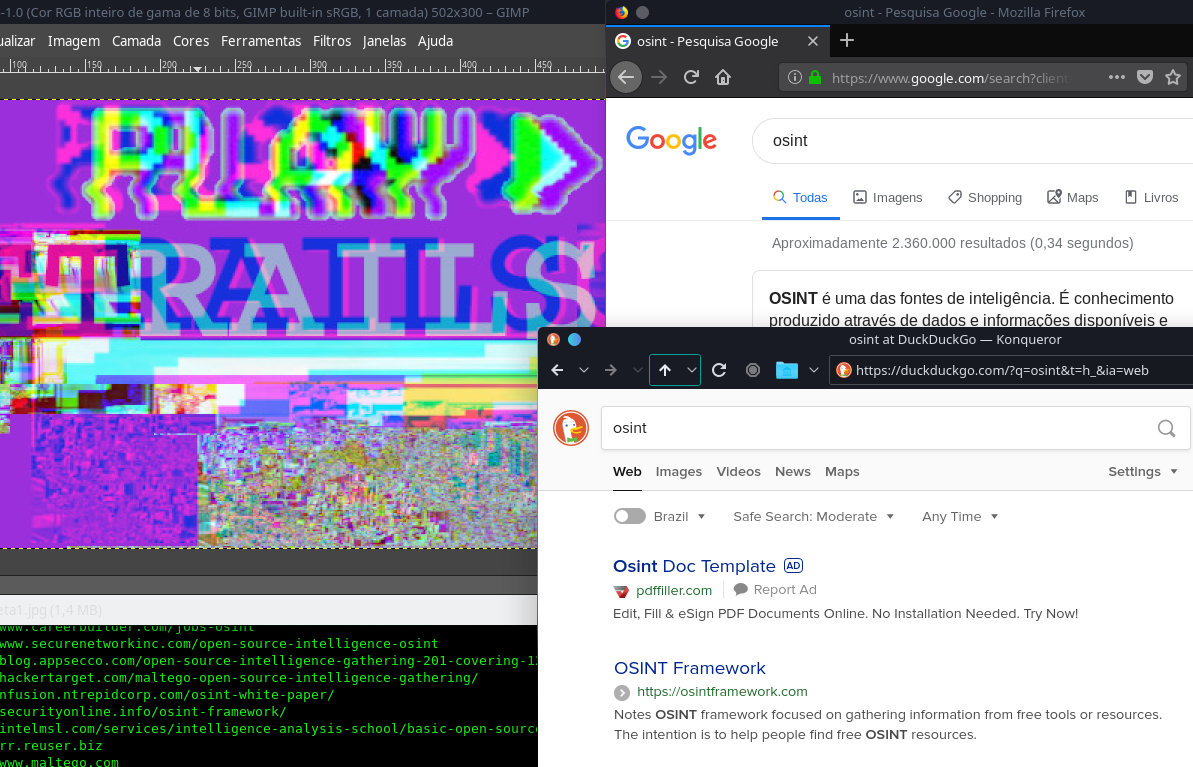 -1.0 (Cor RGB inteiro de gama de 8 bits, GIMP built-in sRGB, 1 camada) 502x300 – GIMP
ualizar Imagem Camada Cores Ferramentas Filtros Janelas Ajuda
100 150 200 250 300 350 400 450
PLAY
TRAILS
eta1.jpg (1,4 MB)
www.careerbuilder.com/jobs-osint
www.securenetworkinc.com/open-source-intelligence-osint
blog.appsecco.com/open-source-intelligence-gathering-201-covering-12
hackertarget.com/maltego-open-source-intelligence-gathering/
nfusion.ntrepidcorp.com/osint-white-paper/
securityonline.info/osint-framework/
intelmsl.com/services/intelligence-analysis-school/basic-open-source
rr.reuser.biz
www.maltego.com
osint - Pesquisa Google - Mozilla Firefox
osint - Pesquisa Google
https://www.google.com/search?
Google
osint
Todas Imagens Shopping Maps Livros
Aproximadamente 2.350.000 resultados (0,34 segundos)
OSINT é uma das fontes de inteligência. É conhecimento
produzido através de dados e informações disponíveis e
osint at DuckDuckGo — Konqueror
https://duckduckgo.com/?q=osint&t=h_&ia=web
osint
Web Images Videos News Maps Settings
Brazil Safe Search: Moderate Any Time
Osint Doc Template AD
pdffiller.com Report Ad
Edit, Fill & eSign PDF Documents Online. No Installation Needed. Try Now!
OSINT Framework
https://osintframework.com
Notes OSINT framework focused on gathering information from free tools or resources.
The intention is to help people find free OSINT resources.